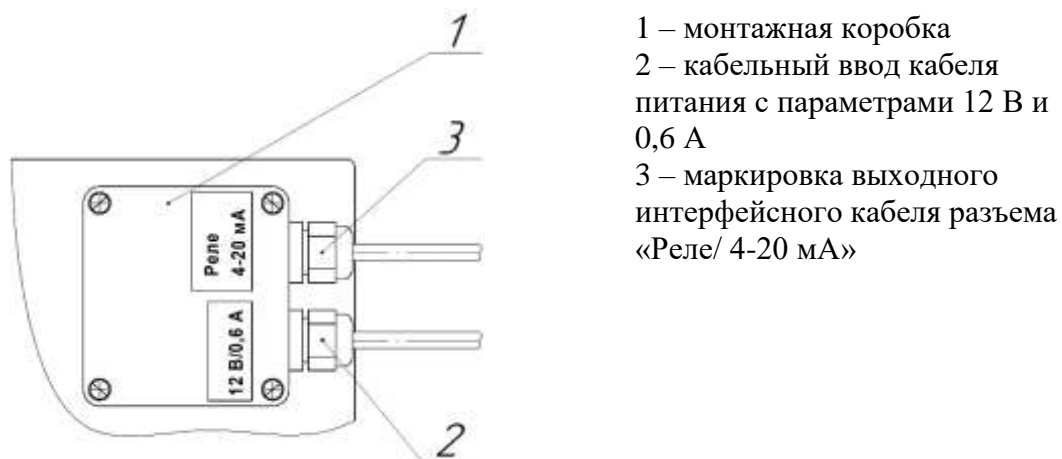 1
3
Реле
4-20 мА
12 В/0,6 А
2
1 – монтажная коробка
2 – кабельный ввод кабеля
питания с параметрами 12 В и
0,6 А
3 – маркировка выходного
интерфейсного кабеля разъема
«Реле/ 4-20 мА»